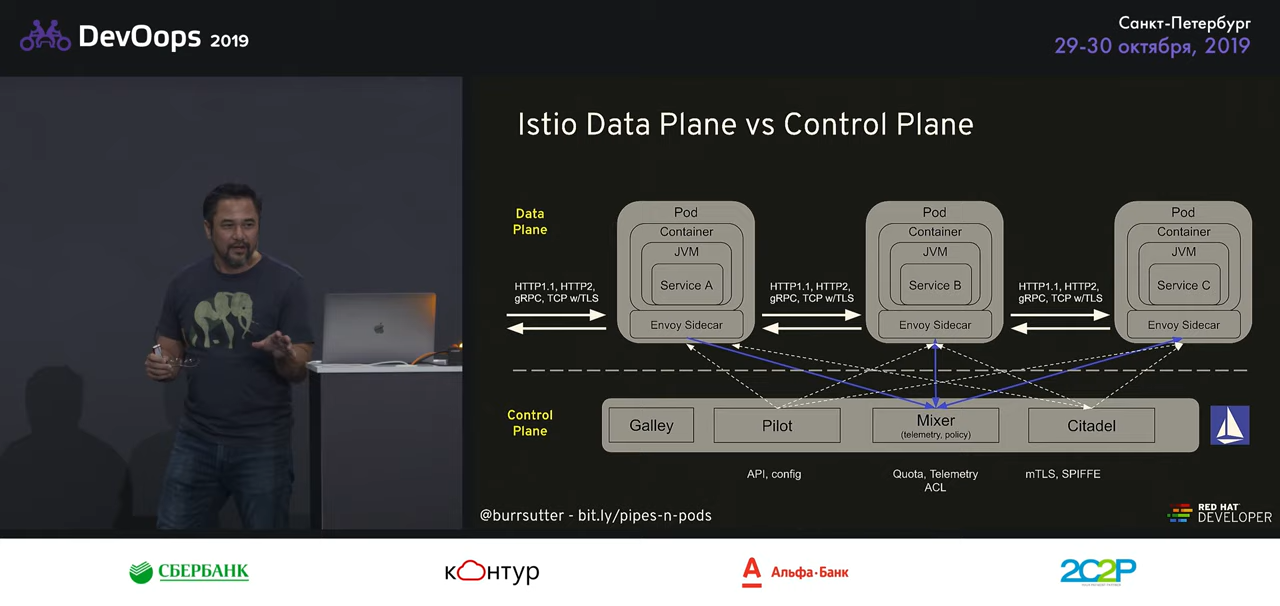 DevOops 2019
Санкт-Петербург
29-30 октября, 2019
Istio Data Plane vs Control Plane
Data
Plane
Pod
Container
JVM
Service A
Envoy Sidecar
Pod
Container
JVM
Service B
Envoy Sidecar
Pod
Container
JVM
Service C
Envoy Sidecar
HTTP1.1, HTTP2,
gRPC, TCP w/TLS
HTTP1.1, HTTP2,
gRPC, TCP w/TLS
HTTP1.1, HTTP2,
gRPC, TCP w/TLS
Control
Plane
Galley
Pilot
Mixer
(telemetry, policy)
Citadel
API, config
Quota, Telemetry
ACL
mTLS, SPIFFE
@burrsutter - bit.ly/pipes-n-pods
RED HAT
DEVELOPER
СБЕРБАНК
кОнтур
А
Альфа·Банк
2C2P